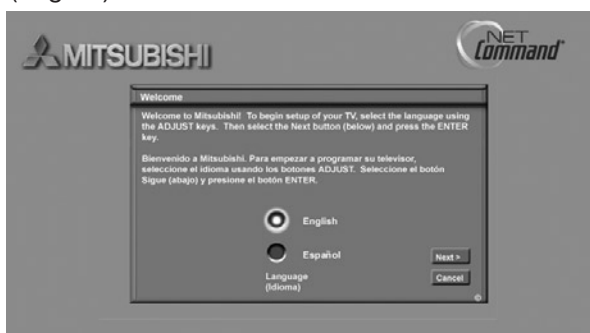 MITSUBISHI
NET
Command
Welcome
Welcome to Mitsubishi! To begin setup of your TV, select the language using
the ADJUST keys. Then select the Next button (below) and press the ENTER
key.
Bienvenido a Mitsubishi. Para empezar a programar su televisor,
seleccione el idioma usando los botones ADJUST. Seleccione el botón
Sigue (abajo) y presione el botón ENTER.
English
Español
Language
(Idioma)
Next >
Cancel